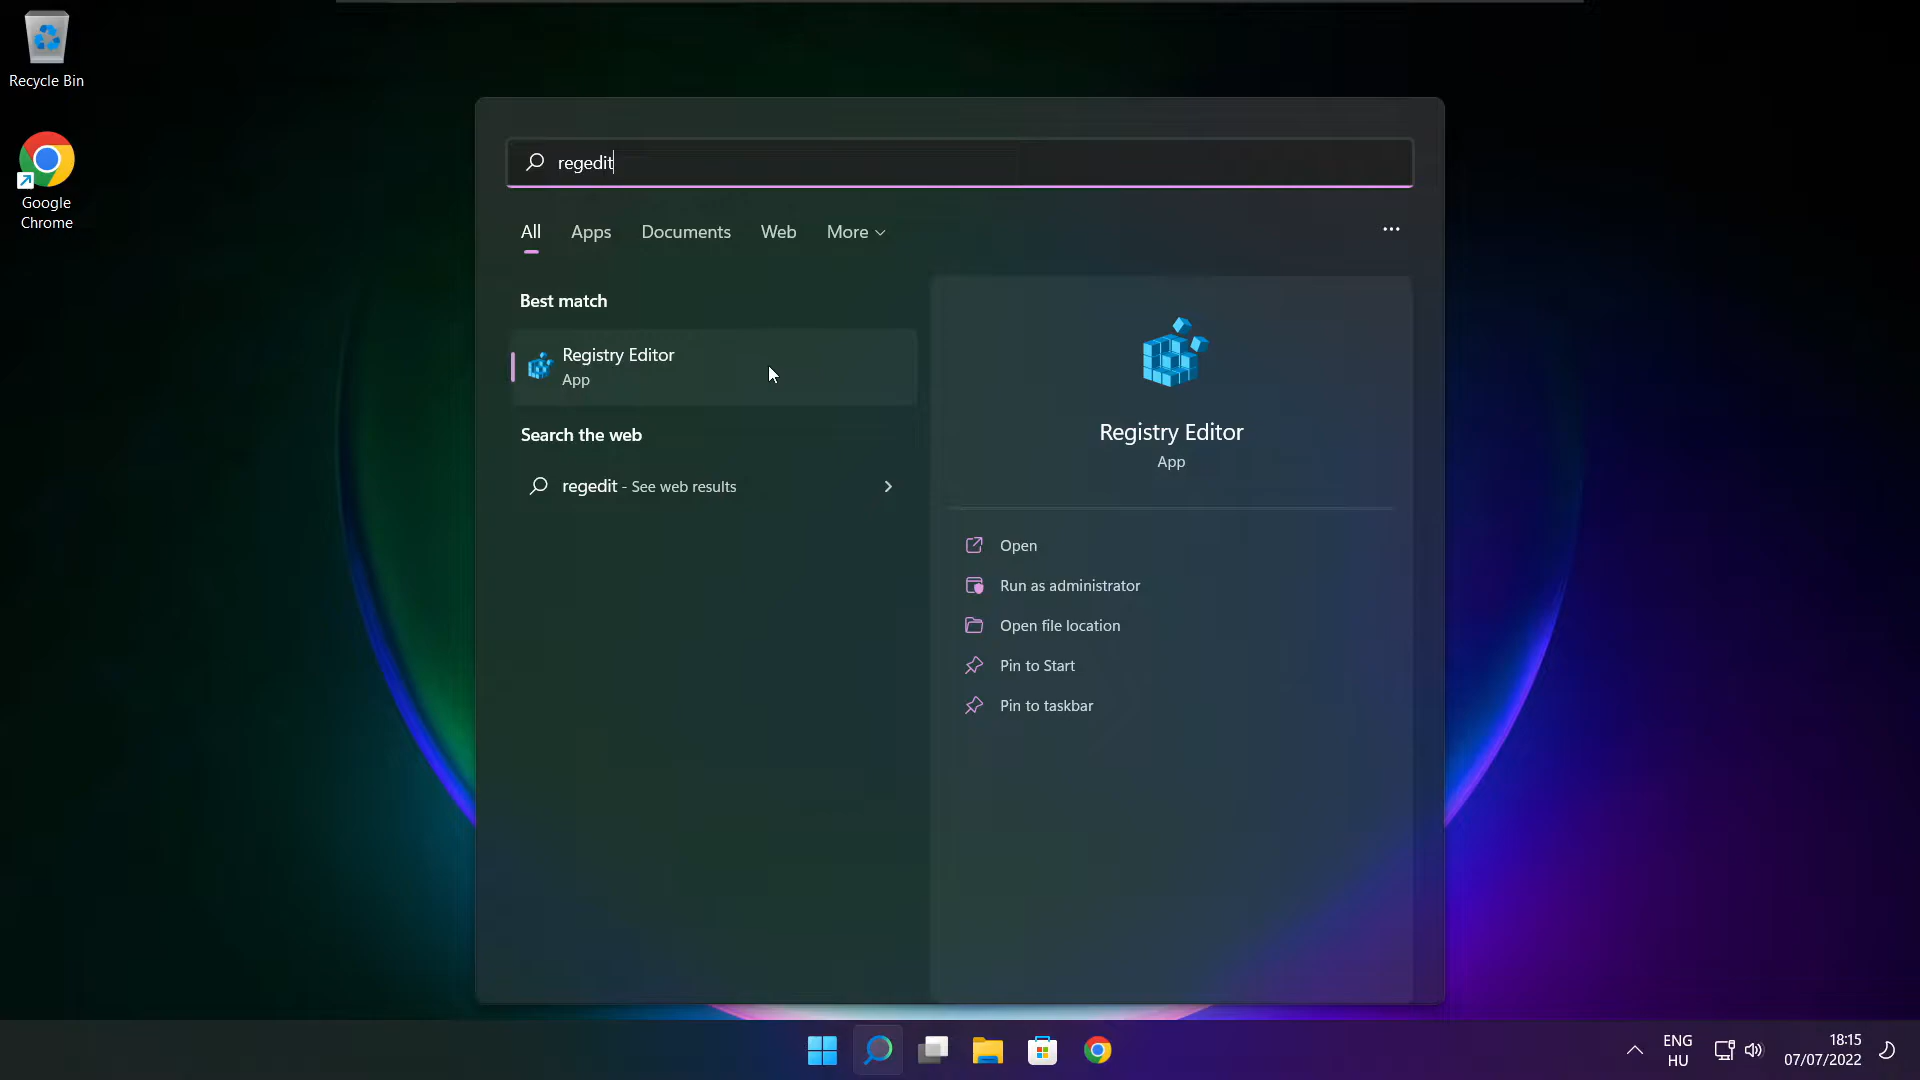 Recycle Bin
Google
Chrome
regedit
All Apps Documents Web More
Best match
Registry Editor
App
Search the web
regedit - See web results
Registry Editor
App
Open
Run as administrator
Open file location
Pin to Start
Pin to taskbar
ENG
HU
18:15
07/07/2022